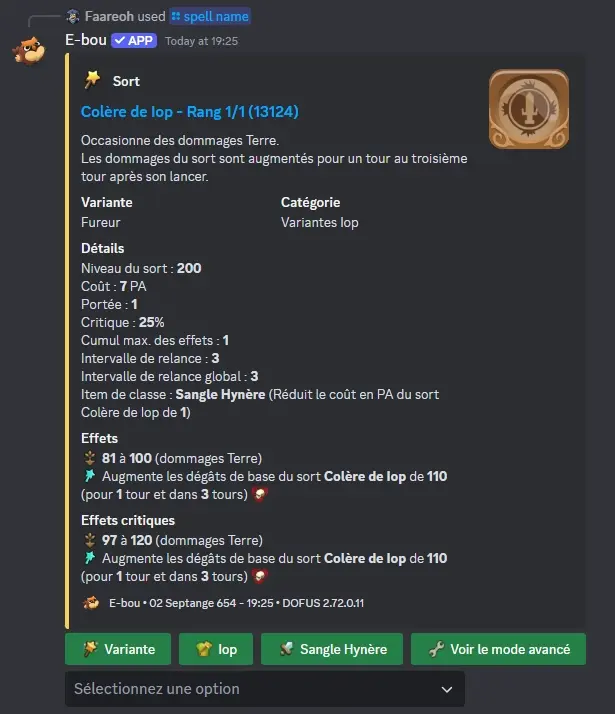 Faareoh used spell name
E-bou ✓ APP Today at 19:25
Sort
Colère de Iop - Rang 1/1 (13124)
Occasionne des dommages Terre.
Les dommages du sort sont augmentés pour un tour au troisième
tour après son lancer.
Variante Catégorie
Fureur Variantes Iop
Détails
Niveau du sort : 200
Coût : 7 PA
Portée : 1
Critique : 25%
Cumul max. des effets : 1
Intervalle de relance : 3
Intervalle de relance global : 3
Item de classe : Sangle Hynère (Réduit le coût en PA du sort
Colère de Iop de 1)
Effets
81 à 100 (dommages Terre)
Augmente les dégâts de base du sort Colère de Iop de 110
(pour 1 tour et dans 3 tours)
Effets critiques
97 à 120 (dommages Terre)
Augmente les dégâts de base du sort Colère de Iop de 110
(pour 1 tour et dans 3 tours)
E-bou • 02 Septange 654 - 19:25 • DOFUS 2.72.0.11
Variante Iop Sangle Hynère Voir le mode avancé
Sélectionnez une option